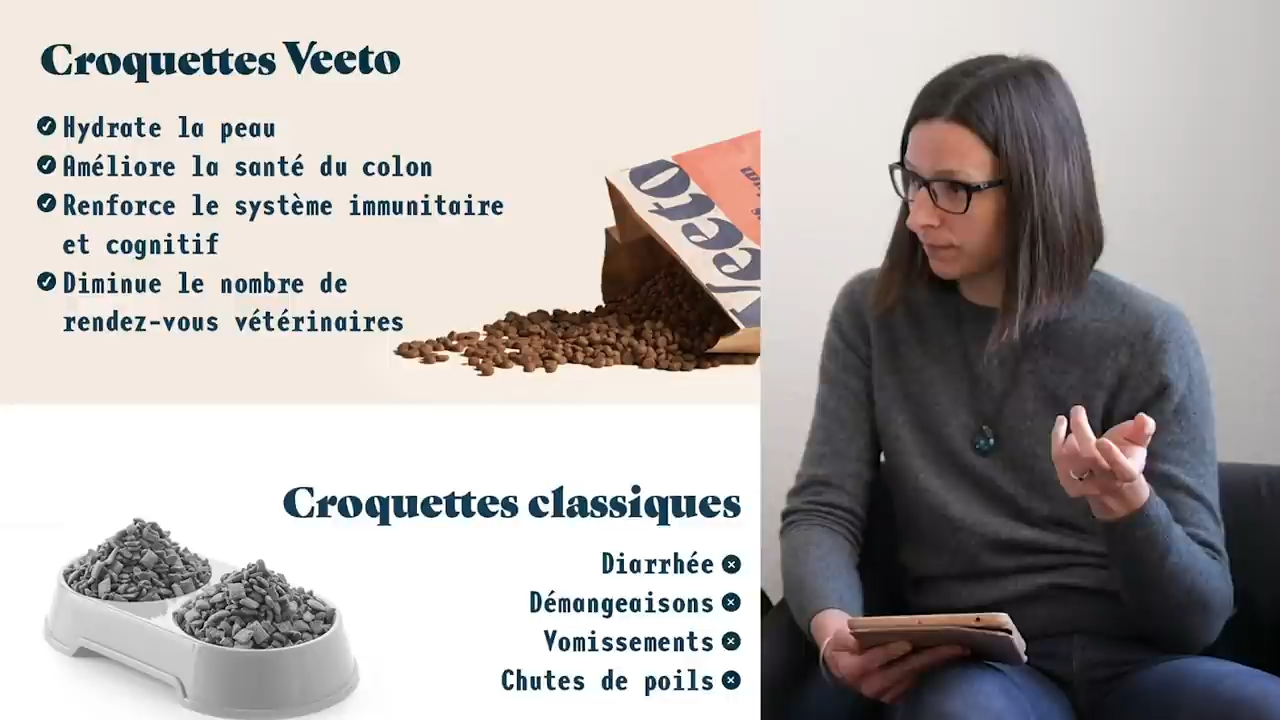 Croquettes Veeto
Hydrate la peau
Améliore la santé du colon
Renforce le système immunitaire
et cognitif
Diminue le nombre de
rendez-vous vétérinaires
Veeto
Croquettes classiques
Diarrhée
Démangeaisons
Vomissements
Chutes de poils